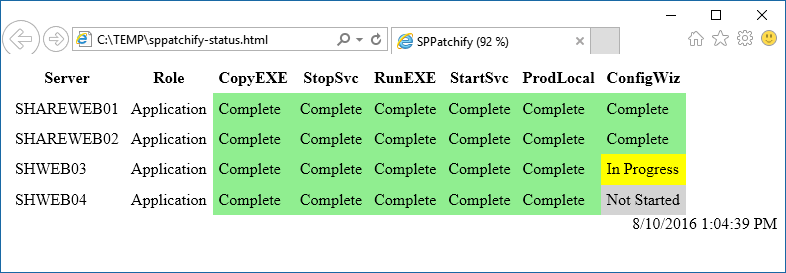 C:\TEMP\sppatchify-status.html SPPatchify (92 %)
Server Role CopyEXE StopSvc RunEXE StartSvc ProdLocal ConfigWiz
SHAREWEB01 Application Complete Complete Complete Complete Complete Complete
SHAREWEB02 Application Complete Complete Complete Complete Complete Complete
SHWEB03 Application Complete Complete Complete Complete Complete In Progress
SHWEB04 Application Complete Complete Complete Complete Complete Not Started
8/10/2016 1:04:39 PM